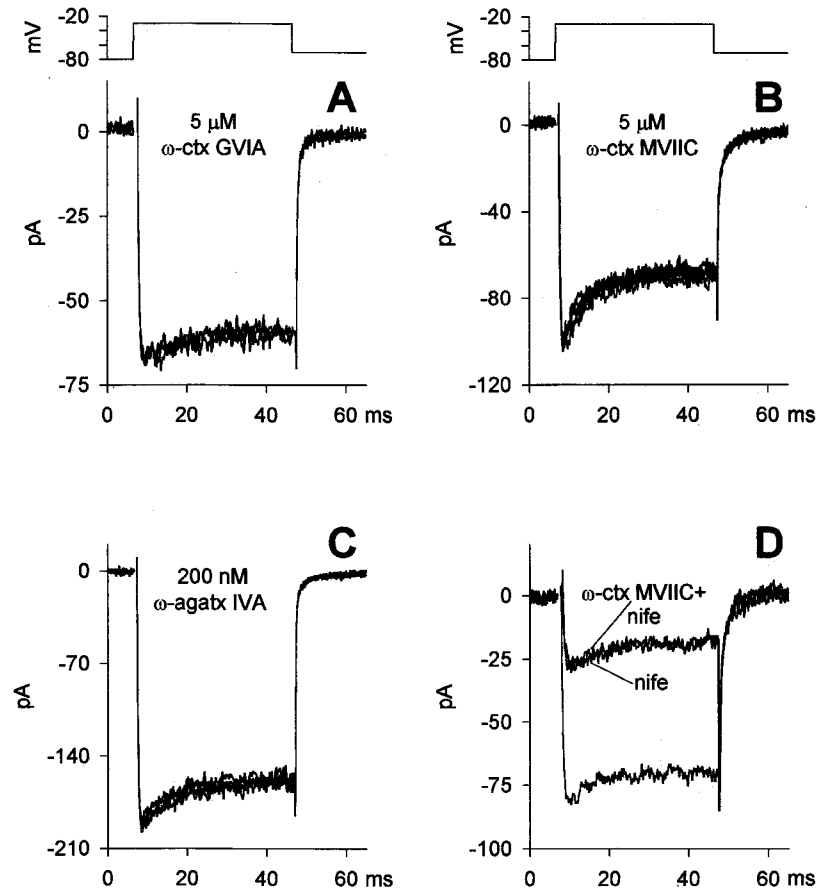 -20
mV
-80
A
5 μM
ω-ctx GVIA
0
-25
pA
-50
-75
0 20 40 60 ms
-20
mV
-80
B
5 μM
ω-ctx MVIIC
0
-40
pA
-80
-120
0 20 40 60 ms
C
200 nM
ω-agatx IVA
0
-70
pA
-140
-210
0 20 40 60 ms
D
ω-ctx MVIIC+
nife
nife
0
-25
pA
-50
-75
-100
0 20 40 60 ms